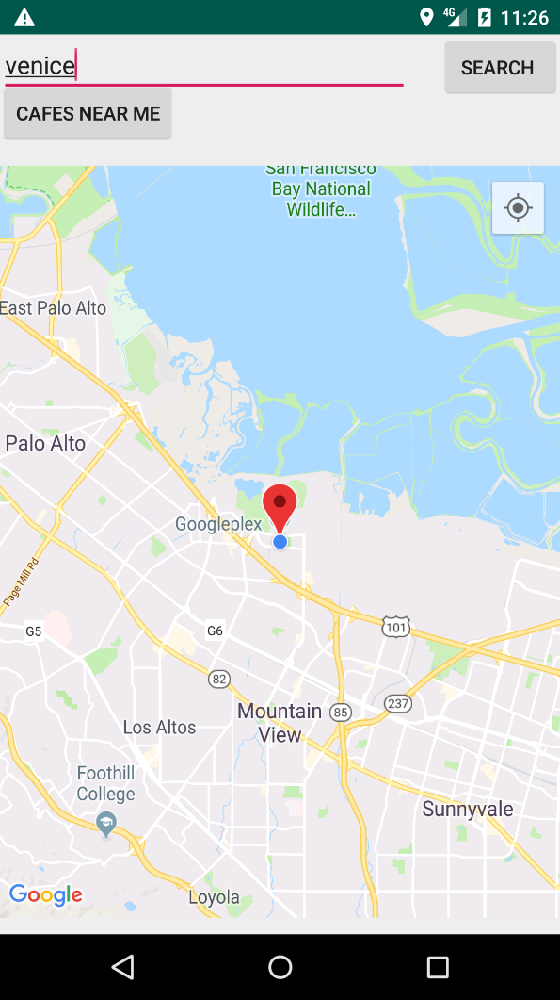 4G 11:26
venice
SEARCH
CAFES NEAR ME
San Francisco
Bay National
Wildlife...
East Palo Alto
Palo Alto
Googleplex
Page Mill Rd
101
G5
G6
82
237
Mountain
View
85
Los Altos
Foothill
College
Sunnyvale
Google
Loyola